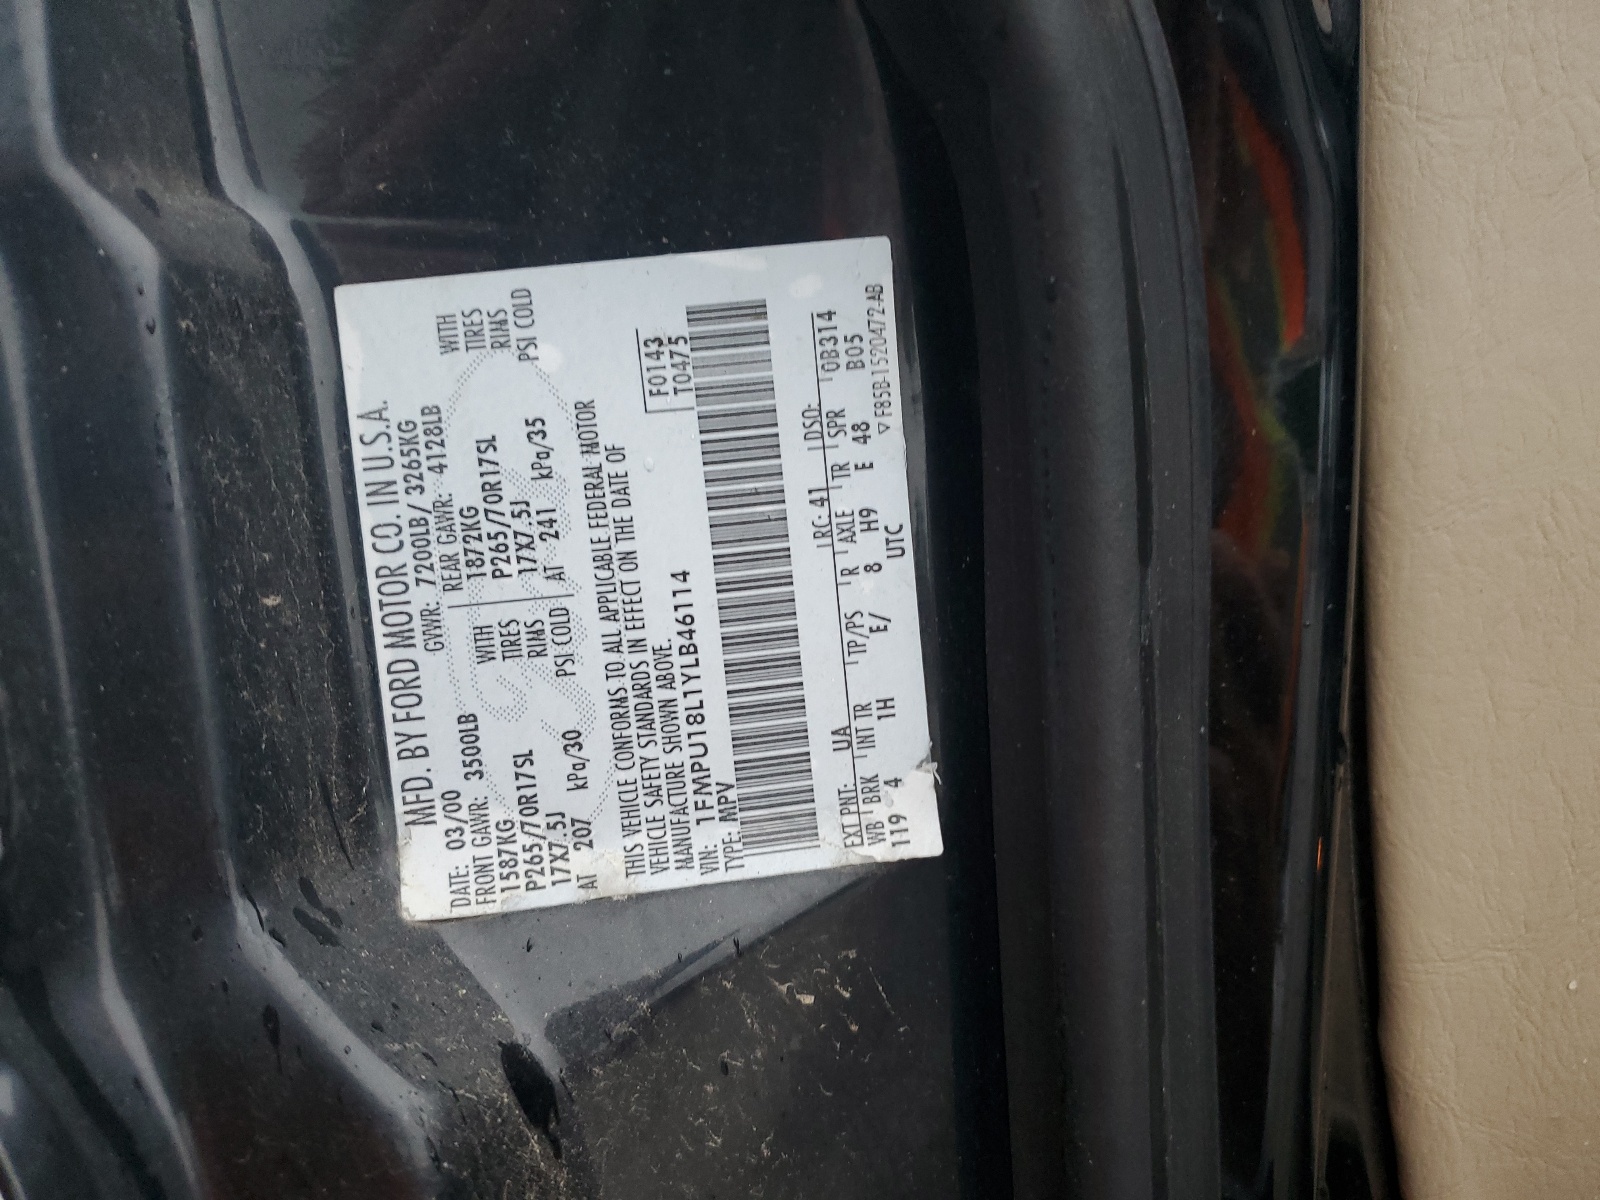 MFD. BY FORD MOTOR CO. IN U.S.A.
DATE: 03/00 GVWR: 7200LB/ 3265KG
FRONT GAWR: 3500LB REAR GAWR: 4128LB
1587KG WITH 1872KG WITH
P265/70R17SL TIRES P265/70R17SL TIRES
17X7.5J RIMS 17X7.5J RIMS
AT 207 kPa/30 PSI COLD AT 241 kPa/35 PSI COLD
THIS VEHICLE CONFORMS TO ALL APPLICABLE FEDERAL MOTOR
VEHICLE SAFETY STANDARDS IN EFFECT ON THE DATE OF
MANUFACTURE SHOWN ABOVE.
VIN: 1FMPU18L1YLB46114 F0143
TYPE: MPV T0475
EXT PNT: UA RC: 41 DSO:
WB BRK INT TR TP/PS R AXLE TR SPR 0B314
119 4 1H E/ 8 H9 E 48 B05
UTC ▽ F85B-1520472-AB